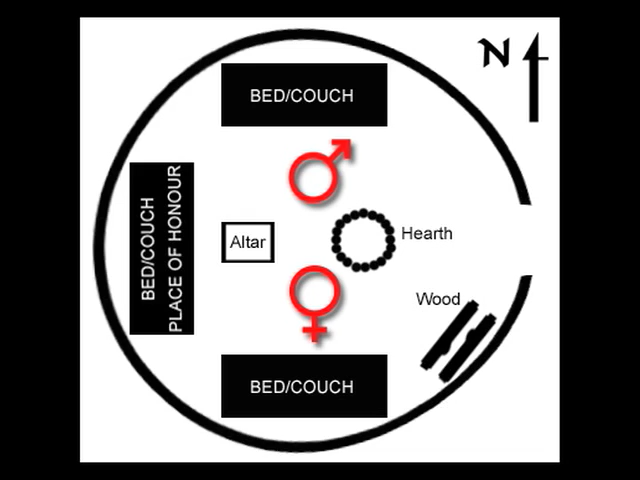 N
BED/COUCH
BED/COUCH
PLACE OF HONOUR
Altar
Hearth
Wood
BED/COUCH